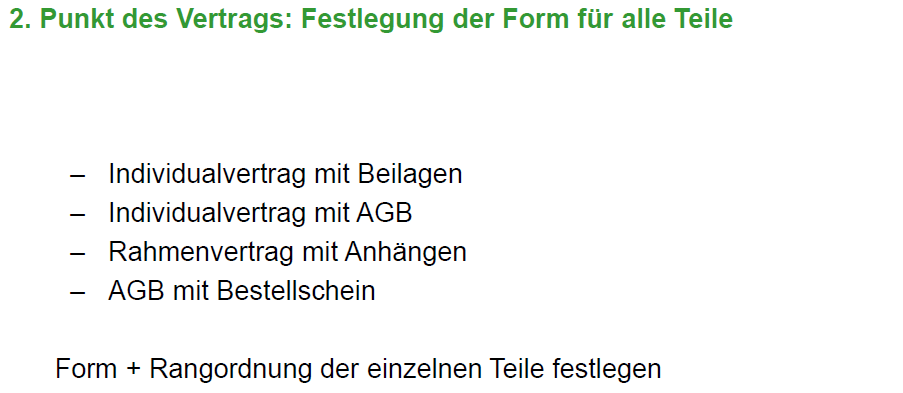 2. Punkt des Vertrags: Festlegung der Form für alle Teile
– Individualvertrag mit Beilagen
– Individualvertrag mit AGB
– Rahmenvertrag mit Anhängen
– AGB mit Bestellschein
Form + Rangordnung der einzelnen Teile festlegen